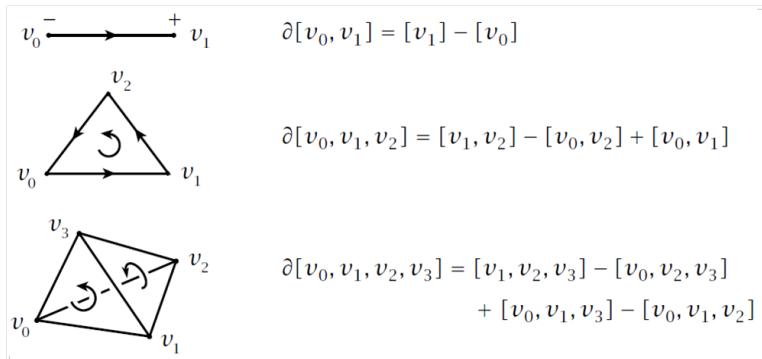 v₀ − + v₁ ∂[v₀, v₁] = [v₁] − [v₀]
v₂
∂[v₀, v₁, v₂] = [v₁, v₂] − [v₀, v₂] + [v₀, v₁]
v₀ v₁
v₃
v₂ ∂[v₀, v₁, v₂, v₃] = [v₁, v₂, v₃] − [v₀, v₂, v₃]
+ [v₀, v₁, v₃] − [v₀, v₁, v₂]
v₀
v₁